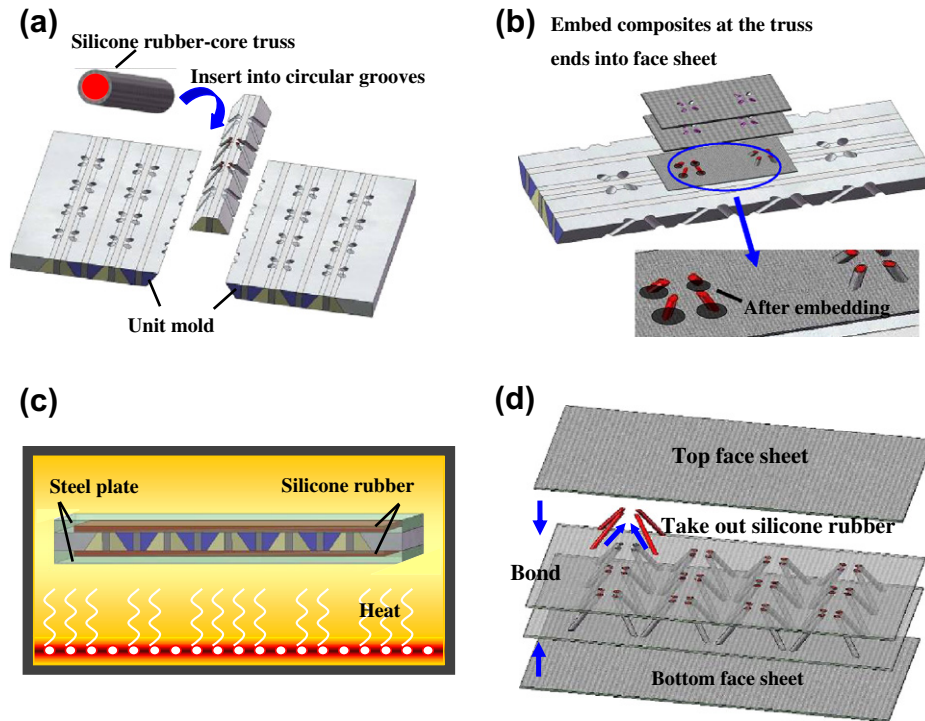 (a)
Silicone rubber-core truss
Insert into circular grooves
Unit mold
(b)
Embed composites at the truss
ends into face sheet
After embedding
(c)
Steel plate
Silicone rubber
Heat
(d)
Top face sheet
Take out silicone rubber
Bond
Bottom face sheet